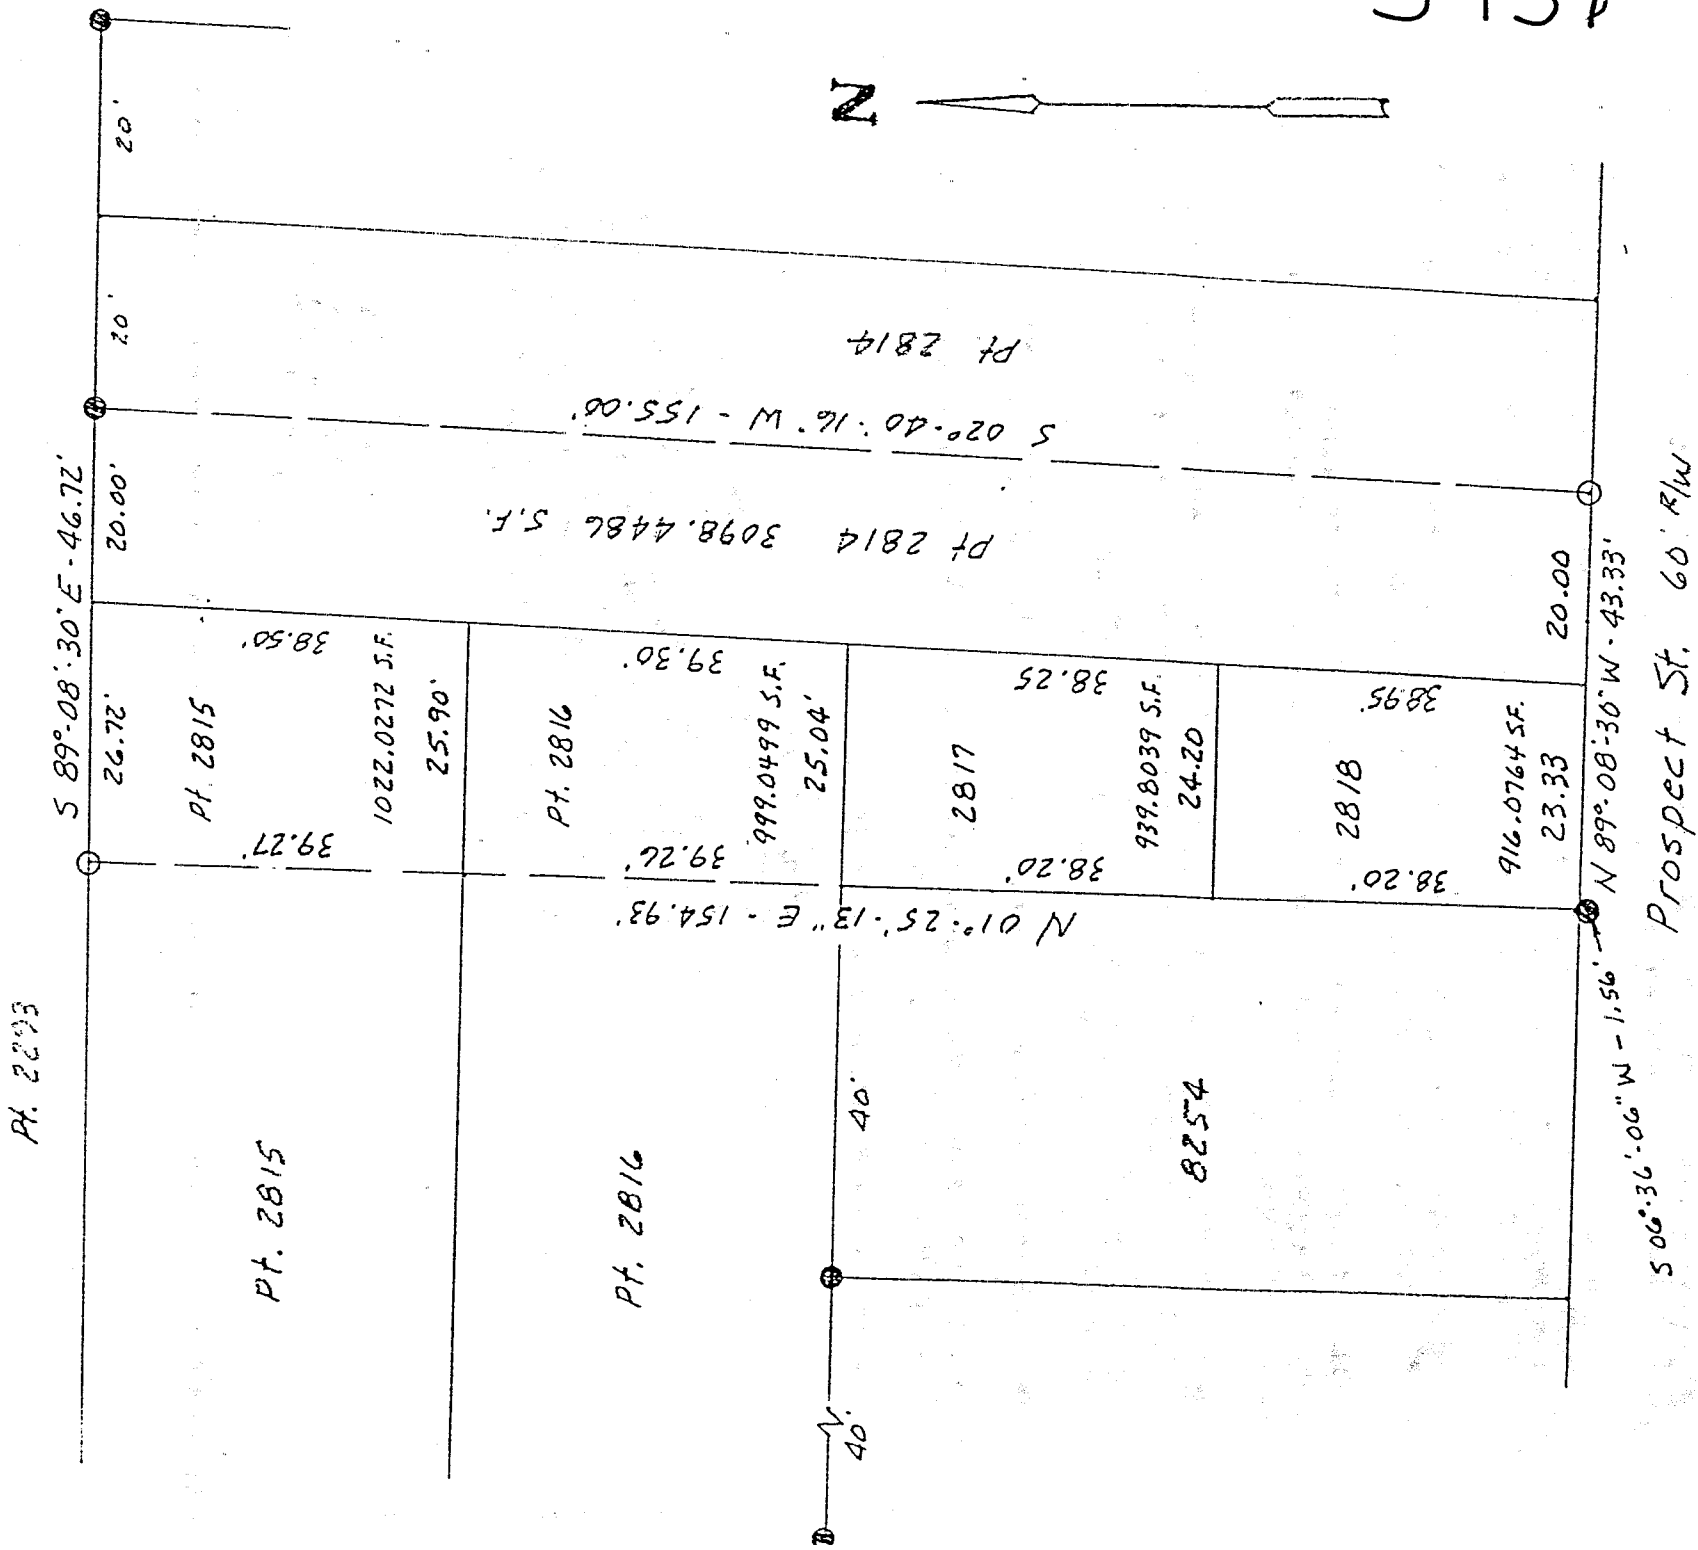 N
Pt. 2293
S 89°-08'-30" E - 46.72'
26.72'
20.00'
20'
20'
Pt. 2815
39.27'
38.50'
1022.0272 S.F.
25.90'
Pt. 2816
39.26'
39.30'
999.0499 S.F.
25.04'
2817
38.20'
38.25
939.8039 S.F.
24.20
2818
38.20'
38.95'
916.0764 S.F.
23.33
20.00
Pt 2814 3098.4486 S.F.
S 02°-40'-16" W - 155.00'
Pt 2814
N 01°-25'-13" E - 154.93'
Pt. 2815
Pt. 2816
40'
40'
8254
N 89°-08'-30" W - 43.33'
S 06°-36'-06" W - 1.56'
Prospect St. 60' R/W